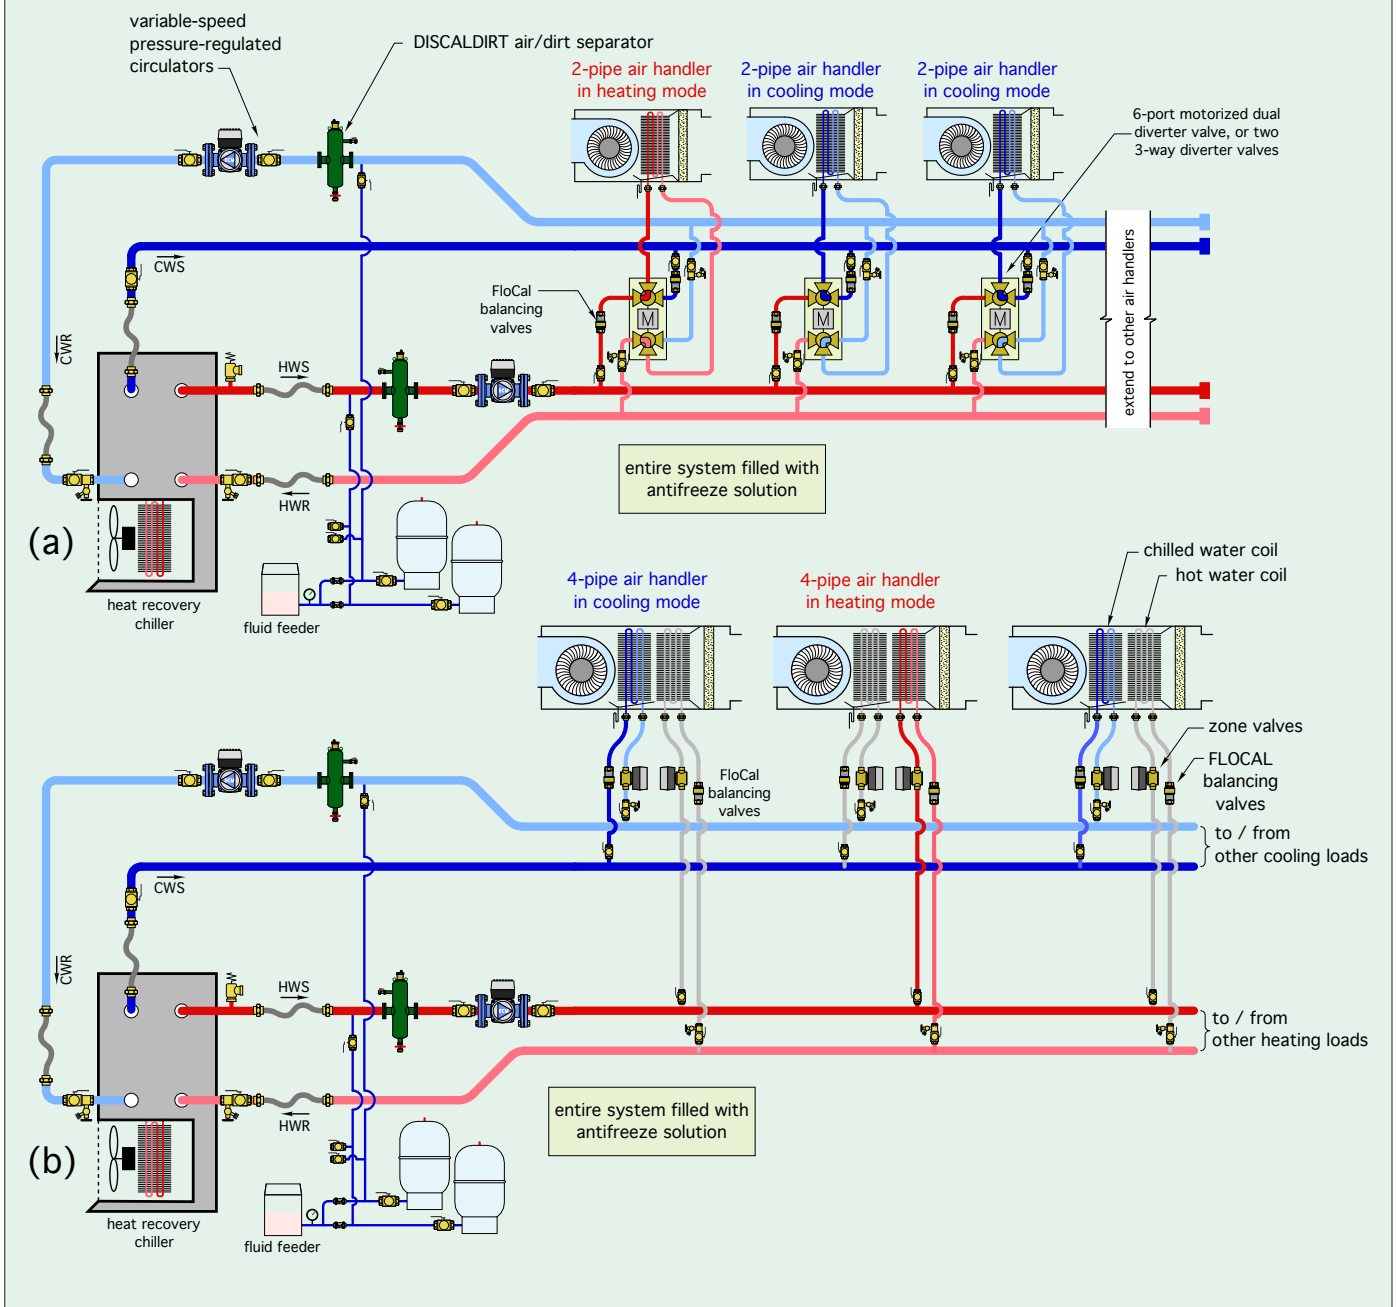 variable-speed
pressure-regulated
circulators
DISCALDIRT air/dirt separator
2-pipe air handler
in heating mode
2-pipe air handler
in cooling mode
2-pipe air handler
in cooling mode
6-port motorized dual
diverter valve, or two
3-way diverter valves
CWS
CWR
FloCal
balancing
valves
M
M
M
HWS
HWR
extend to other air handlers
entire system filled with
antifreeze solution
(a)
heat recovery
chiller
fluid feeder
4-pipe air handler
in cooling mode
4-pipe air handler
in heating mode
chilled water coil
hot water coil
zone valves
FLOCAL
balancing
valves
FloCal
balancing
valves
to / from
other cooling loads
CWS
CWR
HWS
HWR
to / from
other heating loads
entire system filled with
antifreeze solution
(b)
heat recovery
chiller
fluid feeder